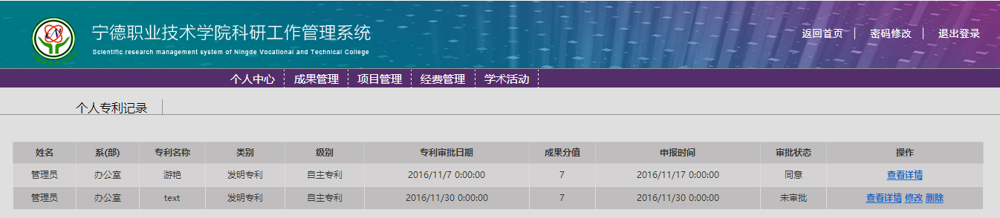 宁德职业技术学院科研工作管理系统
Scientific research management system of Ningde Vocational and Technical College
返回首页 密码修改 退出登录
个人中心 成果管理 项目管理 经费管理 学术活动
个人专利记录
姓名 系(部) 专利名称 类别 级别 专利审批日期 成果分值 申报时间 审批状态 操作
管理员 办公室 游艳 发明专利 自主专利 2016/11/7 0:00:00 7 2016/11/17 0:00:00 同意 查看详情
管理员 办公室 text 发明专利 自主专利 2016/11/30 0:00:00 7 2016/11/30 0:00:00 未审批 查看详情 修改 删除